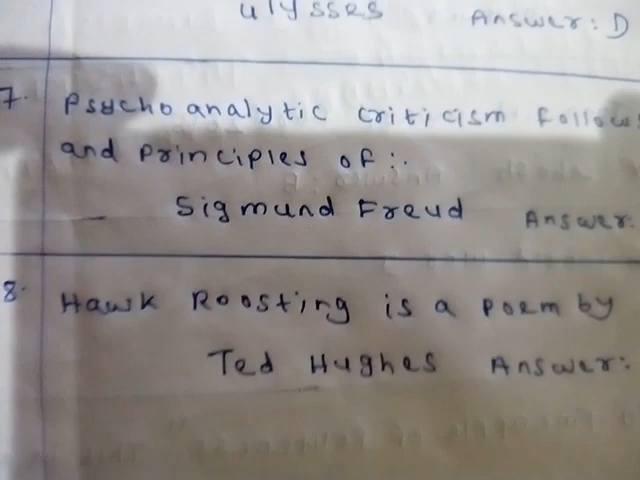 Ulysses Answer: D
7. Psychoanalytic criticism follows
and Principles of :.
Sigmund Freud Answer:
8. Hawk Roosting is a poem by
Ted Hughes Answer: